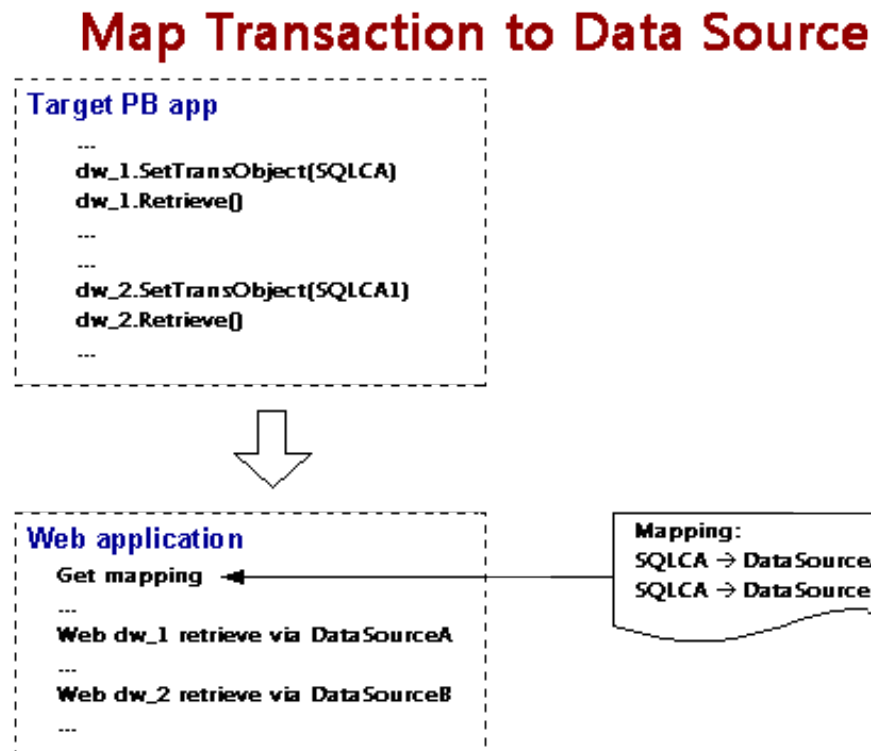 Map Transaction to Data Source
Target PB app
...
dw_1.SetTransObject(SQLCA)
dw_1.Retrieve()
...
...
dw_2.SetTransObject(SQLCA1)
dw_2.Retrieve()
...
Web application
Get mapping
...
Web dw_1 retrieve via DataSourceA
...
Web dw_2 retrieve via DataSourceB
...
Mapping:
SQLCA → DataSource
SQLCA → DataSource